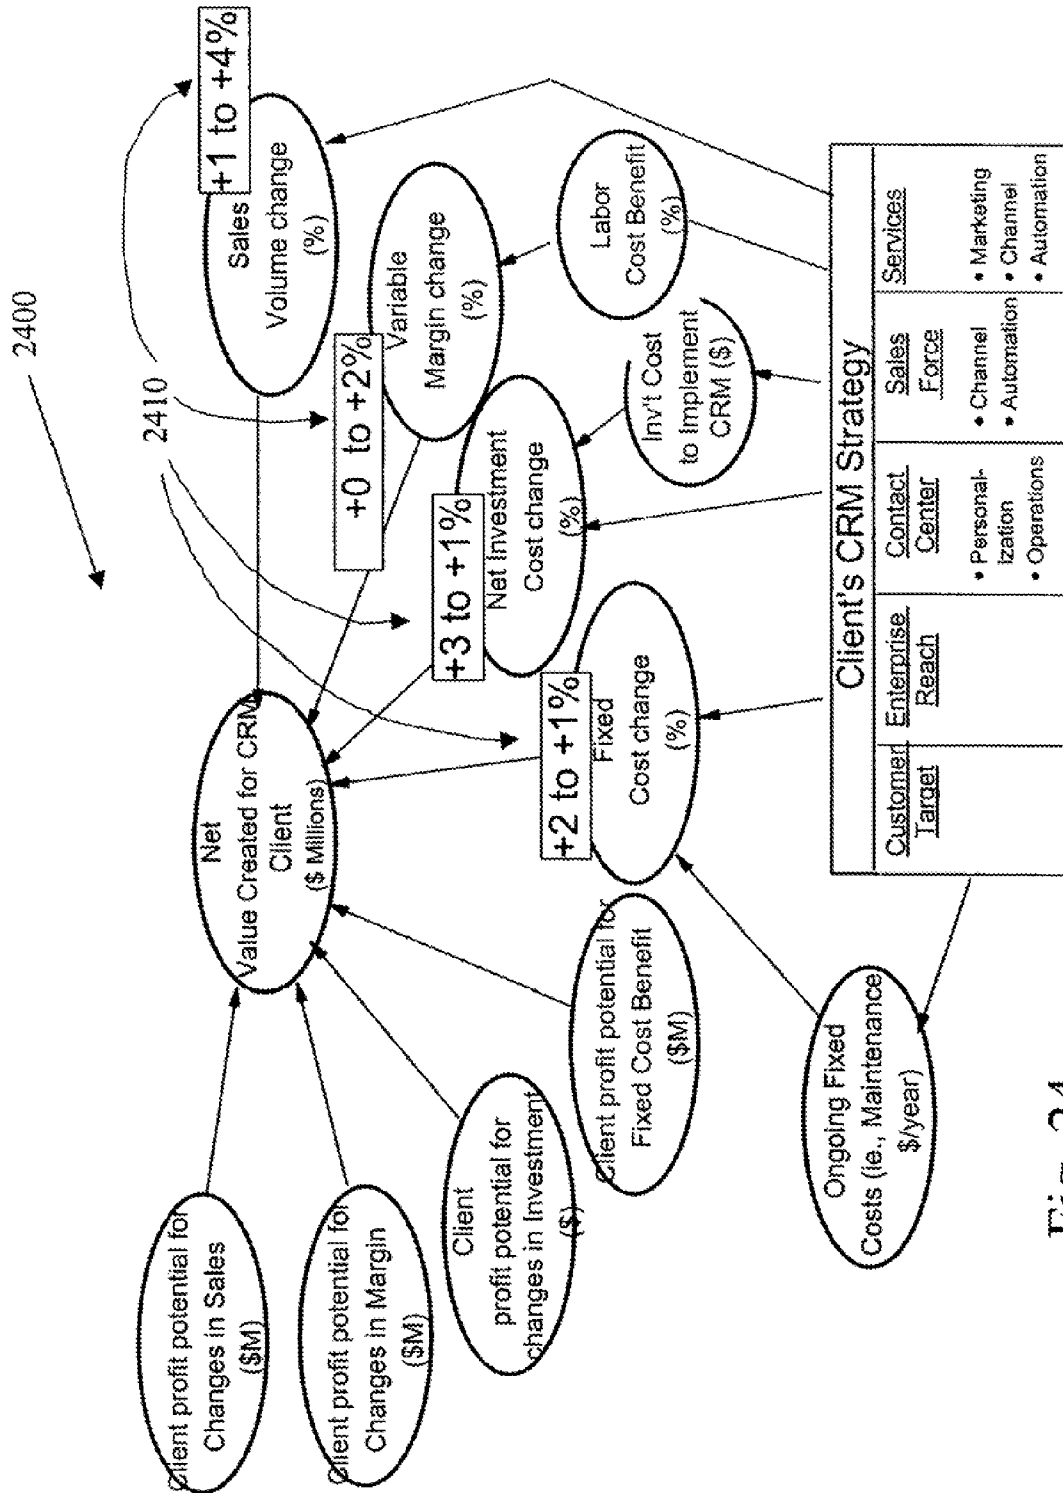 2400
2410
+1 to +4%
Sales
Volume change
(%)
+0 to +2%
Variable
Margin change
(%)
+3 to +1%
Net Investment
Cost change
(%)
+2 to +1%
Fixed
Cost change
(%)
Labor
Cost Benefit
(%)
Inv't Cost
to Implement
CRM ($)
Net
Value Created for CRM
Client
($ Millions)
Client profit potential for
Changes in Sales
($M)
Client profit potential for
Changes in Margin
($M)
Client
profit potential for
changes in Investment
($)
Client profit potential for
Fixed Cost Benefit
($M)
Ongoing Fixed
Costs (ie., Maintenance
$/year)
Client's CRM Strategy
Customer
Target
Enterprise
Reach
Contact
Center
• Personal-
ization
• Operations
Sales
Force
• Channel
• Automation
Services
• Marketing
• Channel
• Automation